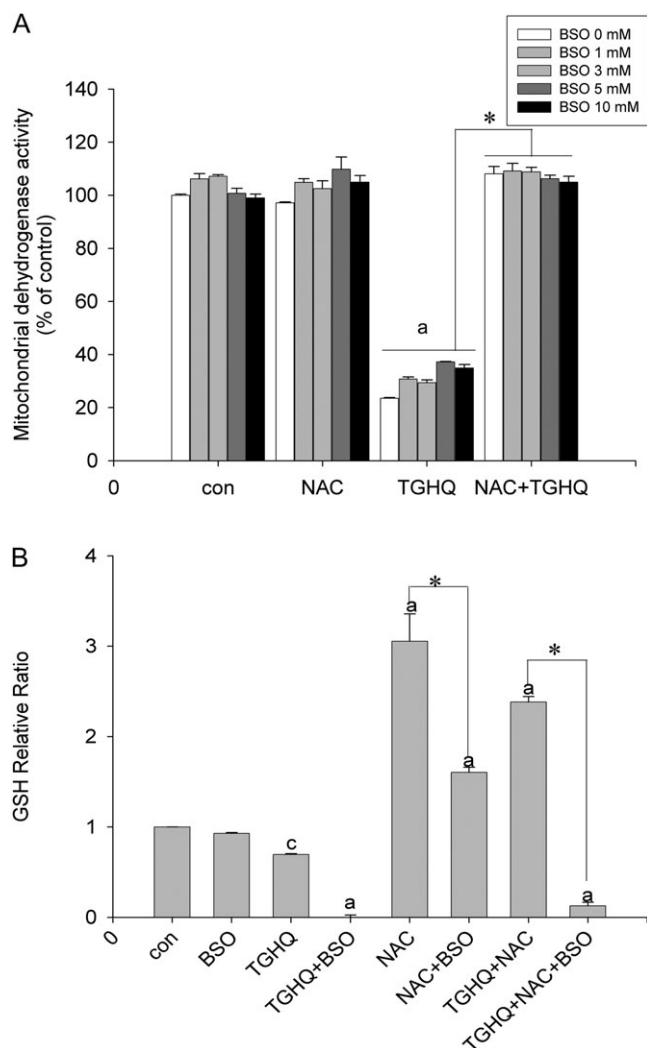 A
BSO 0 mM
BSO 1 mM
BSO 3 mM
BSO 5 mM
BSO 10 mM
Mitochondrial dehydrogenase activity
(% of control)
140
120
100
80
60
40
20
0
*
a
0
con
NAC
TGHQ
NAC+TGHQ
B
GSH Relative Ratio
4
3
2
1
0
c
a
a
*
a
a
*
a
0
con
BSO
TGHQ
TGHQ+BSO
NAC
NAC+BSO
TGHQ+NAC
TGHQ+NAC+BSO